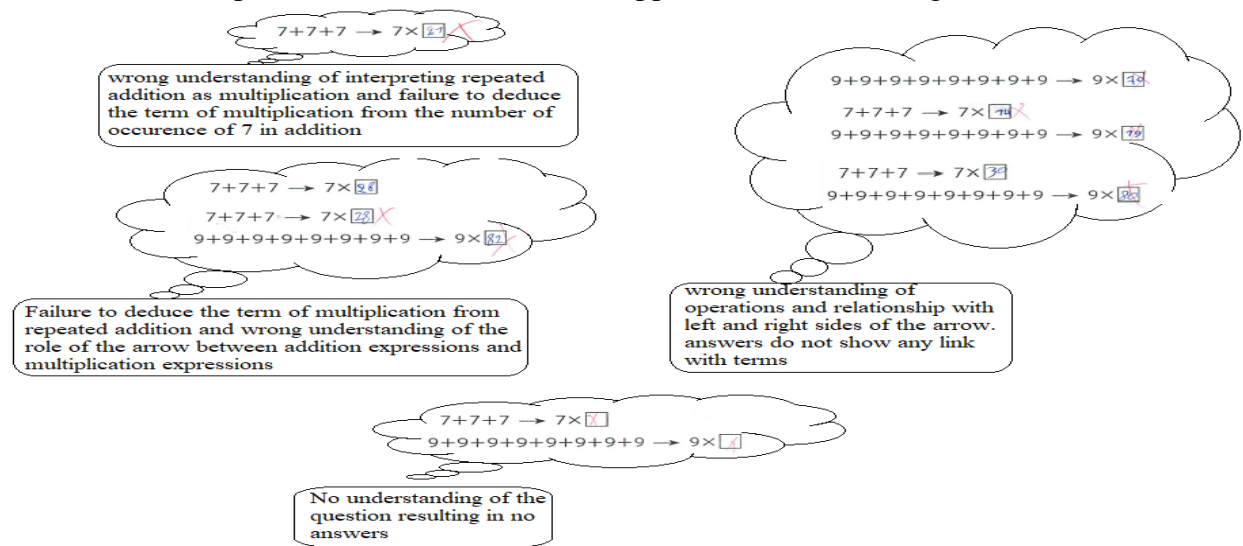 7+7+7 → 7×21
wrong understanding of interpreting repeated
addition as multiplication and failure to deduce
the term of multiplication from the number of
occurence of 7 in addition
7+7+7 → 7×
7+7+7 → 7×28
9+9+9+9+9+9+9+9 → 9×82
Failure to deduce the term of multiplication from
repeated addition and wrong understanding of the
role of the arrow between addition expressions and
multiplication expressions
9+9+9+9+9+9+9+9 → 9×
7+7+7 → 7×14
9+9+9+9+9+9+9+9 → 9×
7+7+7 → 7×30
9+9+9+9+9+9+9+9 → 9×
wrong understanding of
operations and relationship with
left and right sides of the arrow.
answers do not show any link
with terms
7+7+7 → 7×
9+9+9+9+9+9+9+9 → 9×
No understanding of the
question resulting in no
answers